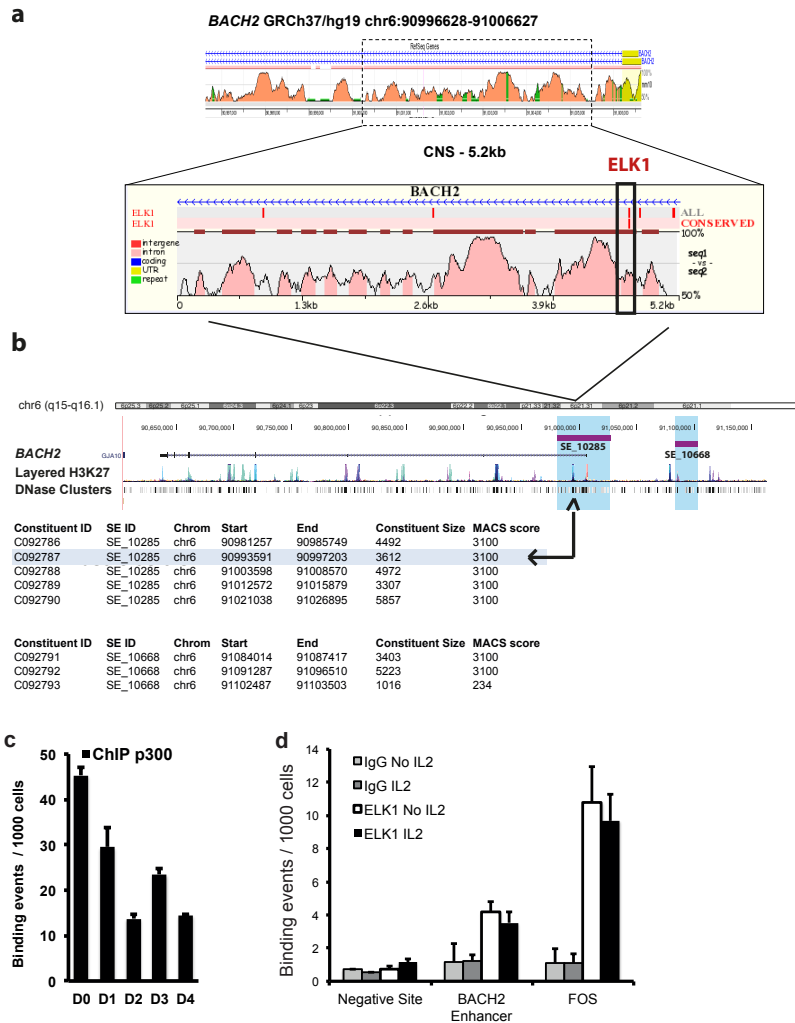 a
BACH2 GRCh37/hg19 chr6:90996628-91006627
RefSeq Genes
BACH2
BACH2
100%
50%
CNS - 5.2kb
ELK1
BACH2
ELK1
ALL
ELK1
CONSERVED
100%
intergene
intron
coding
UTR
repeat
seq1
- vs -
seq2
50%
0 1.3kb 2.6kb 3.9kb 5.2kb
b
chr6 (q15-q16.1)
90,650,000 90,700,000 90,750,000 90,800,000 90,850,000 90,900,000 90,950,000 91,000,000 91,050,000 91,100,000 91,150,000
SE_10285
BACH2 GJA10
SE_10668
Layered H3K27
DNase Clusters
Constituent ID SE ID Chrom Start End Constituent Size MACS score
C092786 SE_10285 chr6 90981257 90985749 4492 3100
C092787 SE_10285 chr6 90993591 90997203 3612 3100
C092788 SE_10285 chr6 91003598 91008570 4972 3100
C092789 SE_10285 chr6 91012572 91015879 3307 3100
C092790 SE_10285 chr6 91021038 91026895 5857 3100
Constituent ID SE ID Chrom Start End Constituent Size MACS score
C092791 SE_10668 chr6 91084014 91087417 3403 3100
C092792 SE_10668 chr6 91091287 91096510 5223 3100
C092793 SE_10668 chr6 91102487 91103503 1016 234
c
ChIP p300
Binding events / 1000 cells
50
40
30
20
10
0
D0 D1 D2 D3 D4
d
IgG No IL2
IgG IL2
ELK1 No IL2
ELK1 IL2
Binding events / 1000 cells
14
12
10
8
6
4
2
0
Negative Site
BACH2
Enhancer
FOS